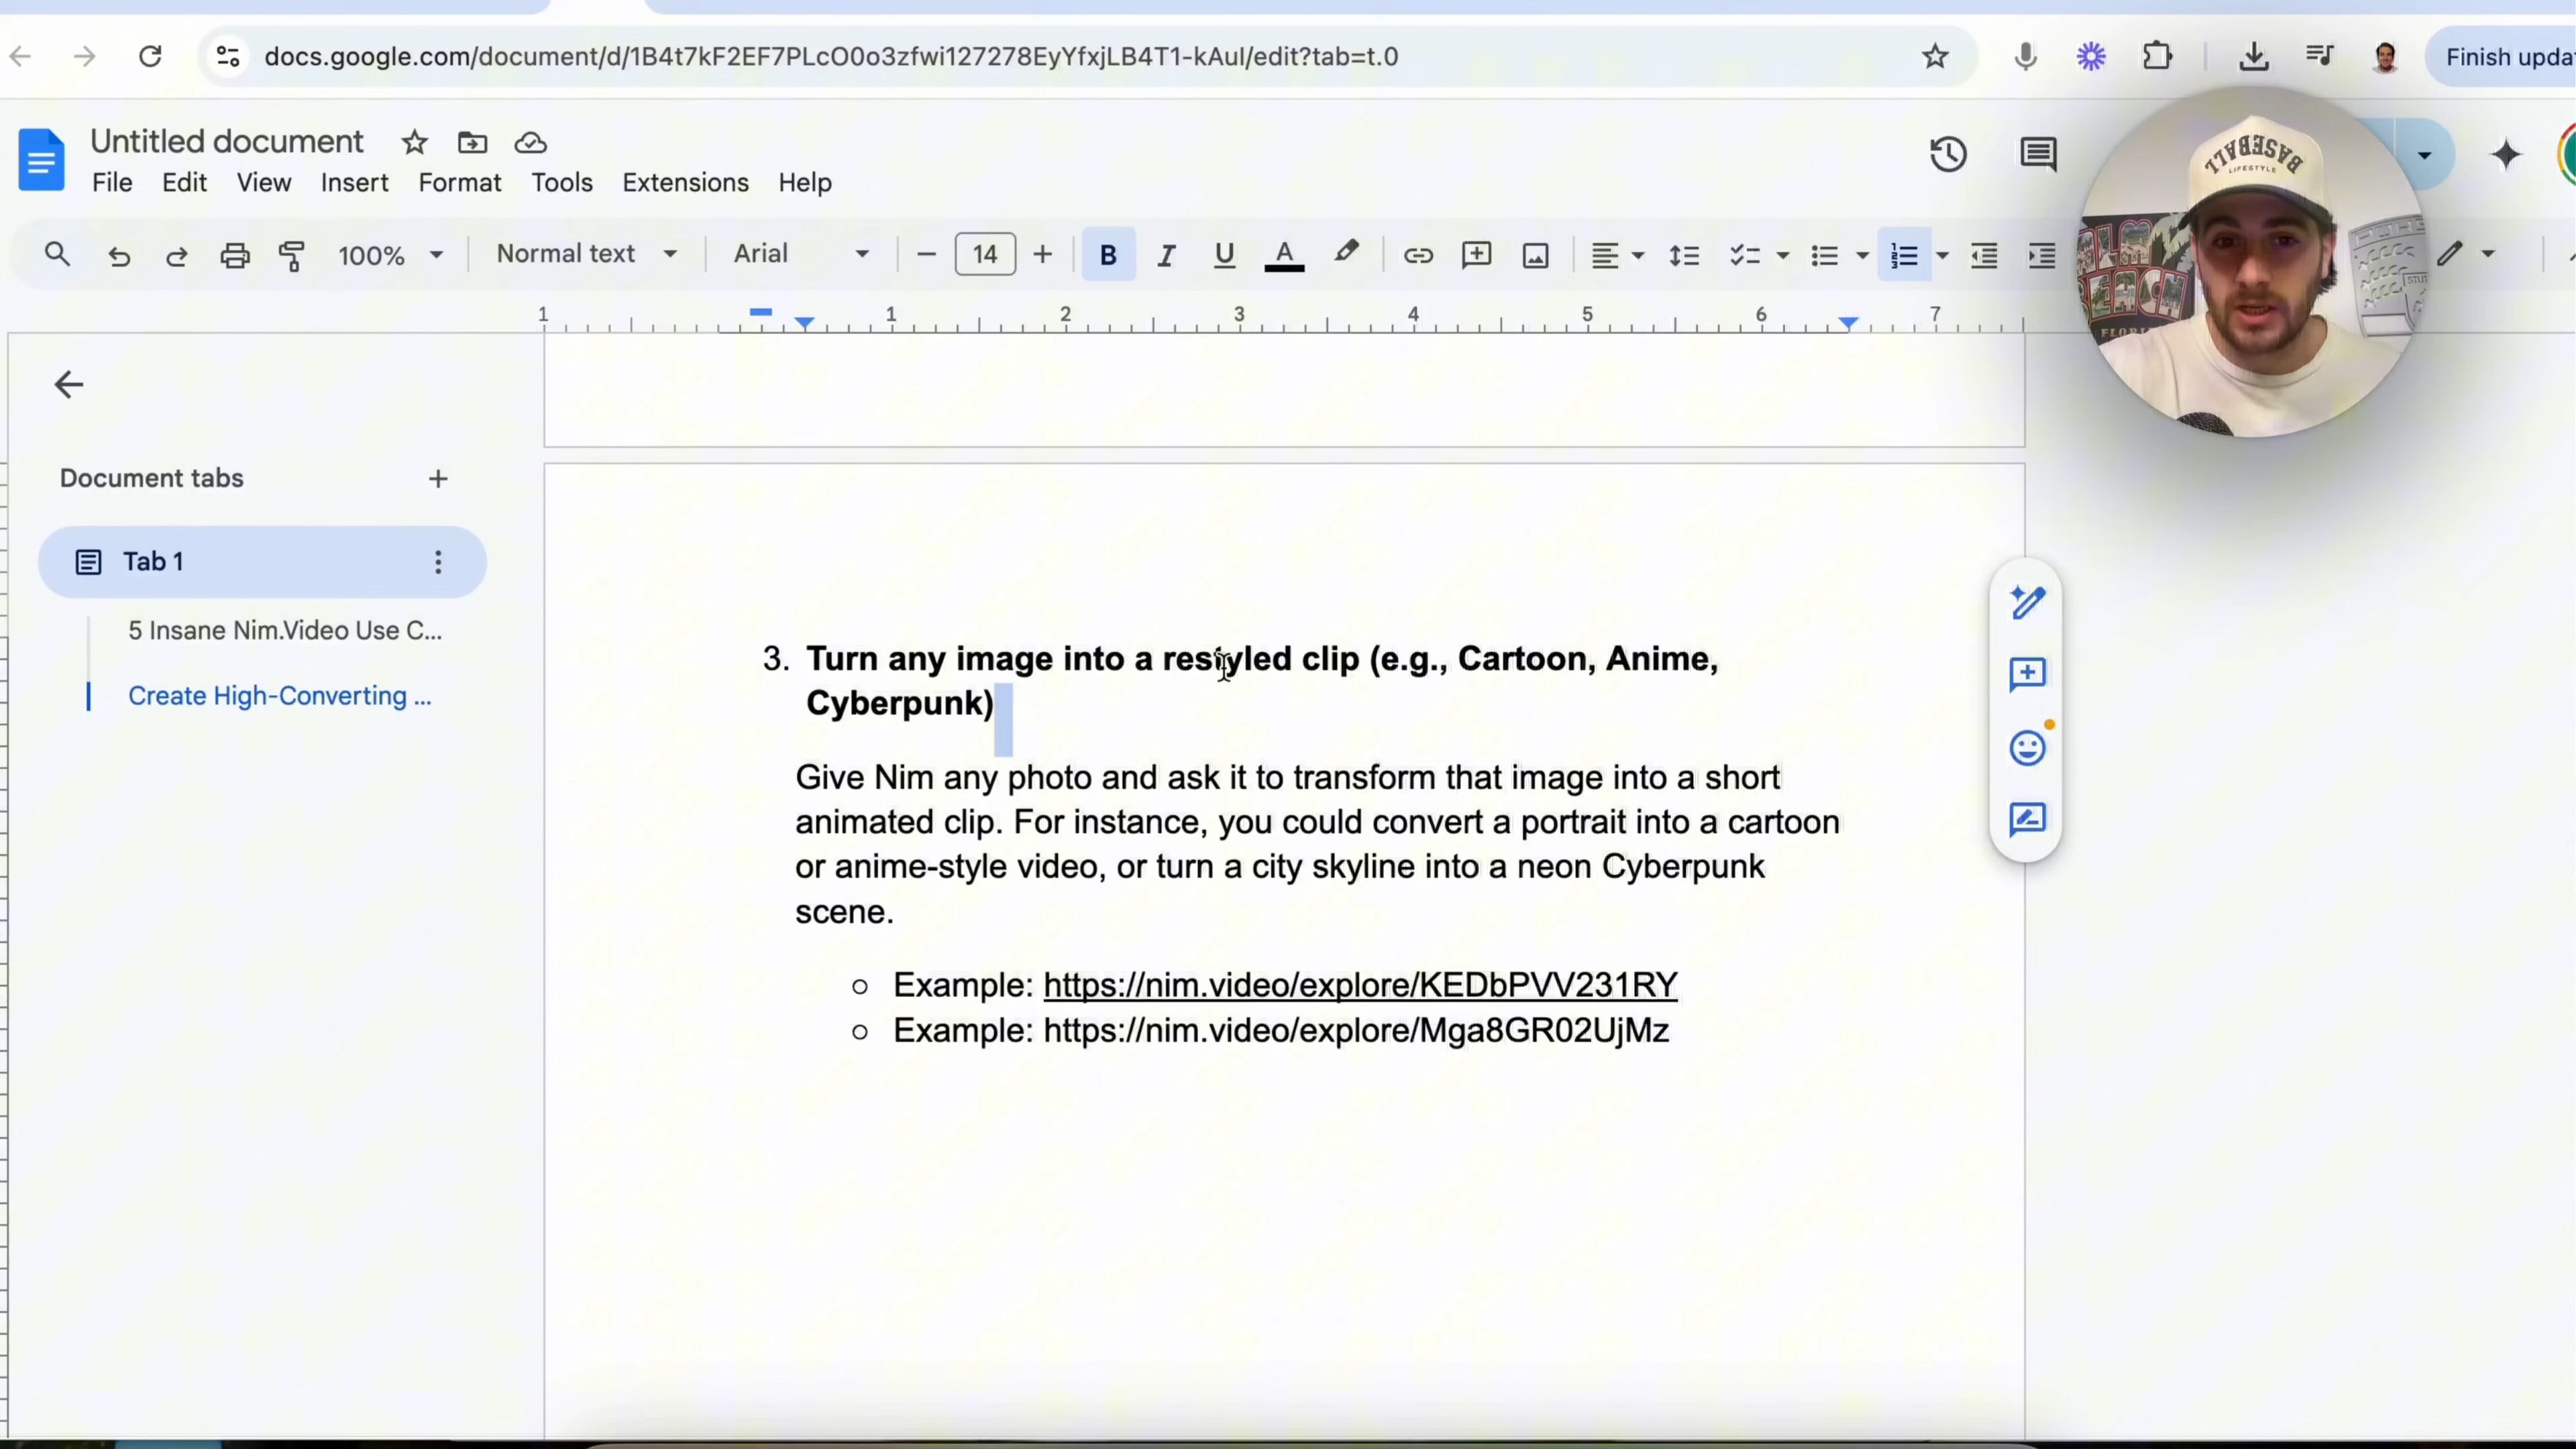 docs.google.com/document/d/1B4t7kF2EF7PLcO0o3zfwi127278EyYfxjLB4T1-kAuI/edit?tab=t.0
Finish upda
Untitled document
File Edit View Insert Format Tools Extensions Help
100% Normal text Arial 14 B I U A
1 1 2 3 4 5 6 7
BASEBALL
LIFESTYLE
PALM
BEACH
Document tabs
Tab 1
5 Insane Nim.Video Use C...
Create High-Converting ...
3. Turn any image into a restyled clip (e.g., Cartoon, Anime,
Cyberpunk)
Give Nim any photo and ask it to transform that image into a short
animated clip. For instance, you could convert a portrait into a cartoon
or anime-style video, or turn a city skyline into a neon Cyberpunk
scene.
Example: https://nim.video/explore/KEDbPVV231RY
Example: https://nim.video/explore/Mga8GR02UjMz